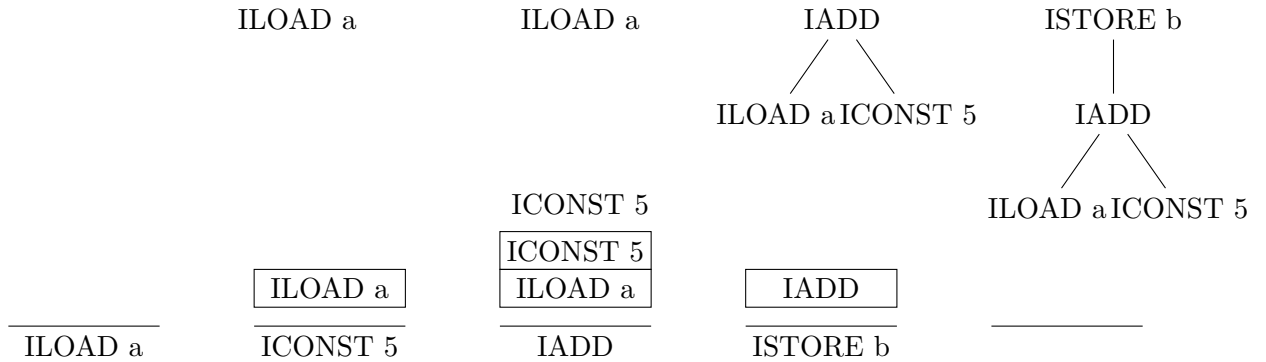 ILOAD a ILOAD a IADD ISTORE b
ILOAD a ICONST 5 IADD
ICONST 5 ILOAD a ICONST 5
ICONST 5
ILOAD a ILOAD a IADD
ILOAD a ICONST 5 IADD ISTORE b